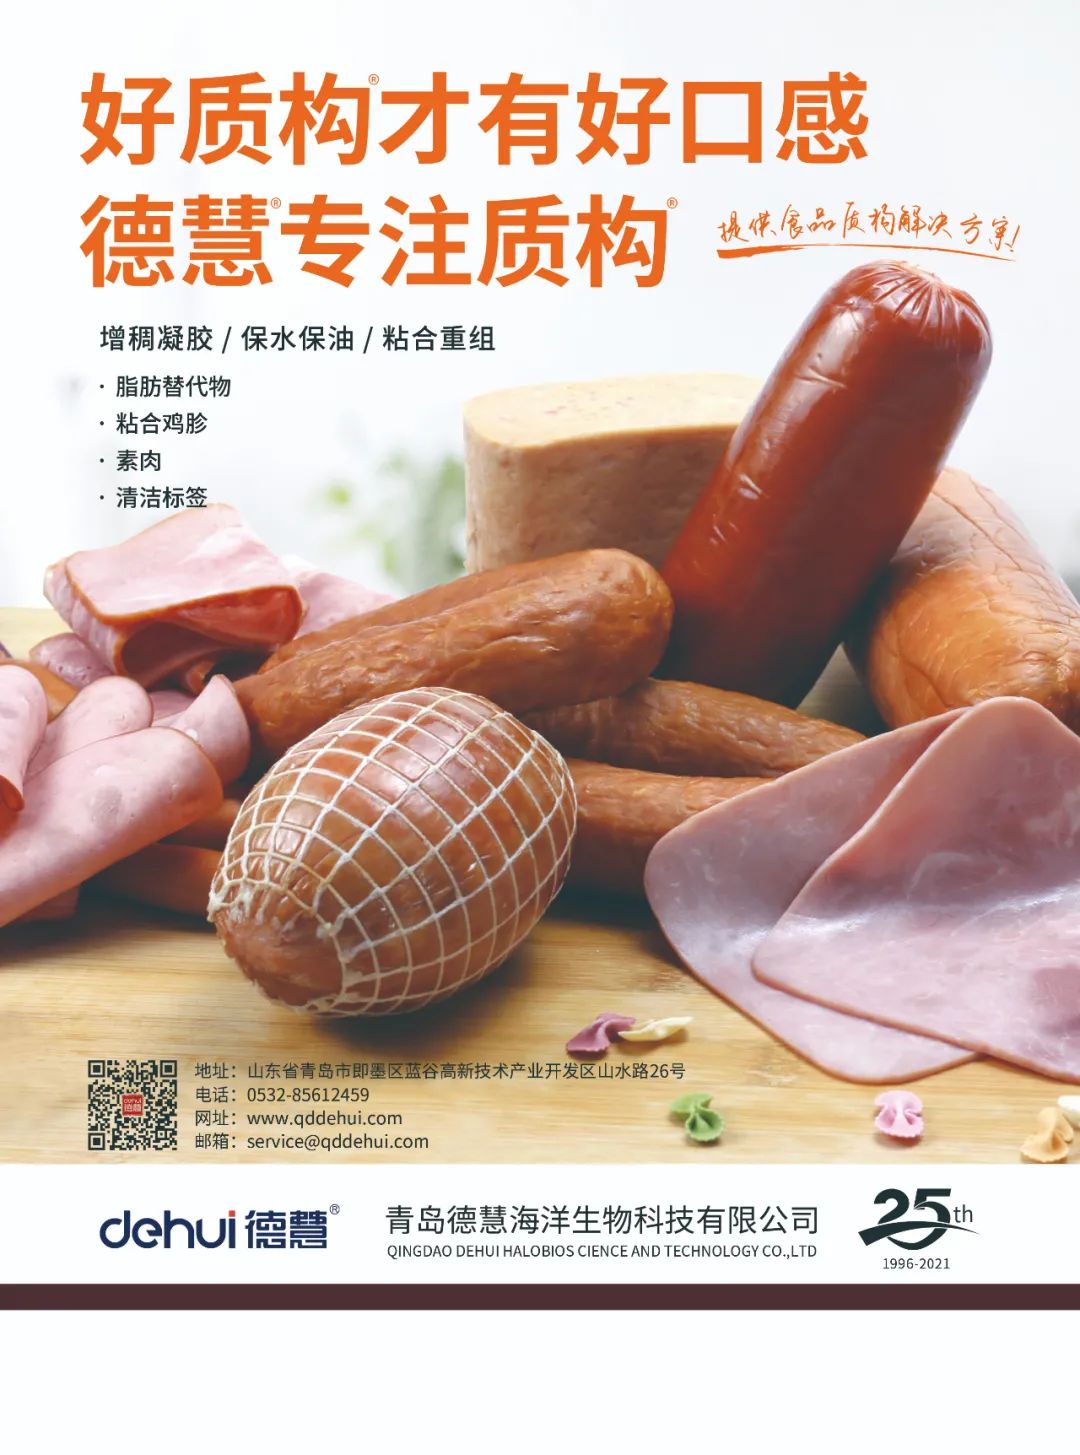 好质构®才有好口感
德慧®专注质构®
提供食品质构解决方案!
增稠凝胶 / 保水保油 / 粘合重组
· 脂肪替代物
· 粘合鸡胗
· 素肉
· 清洁标签
dehui
德慧
地址：山东省青岛市即墨区蓝谷高新技术产业开发区山水路26号
电话：0532-85612459
网址：www.qddehui.com
邮箱：service@qddehui.com
dehui 德慧®
青岛德慧海洋生物科技有限公司
QINGDAO DEHUI HALOBIOS CIENCE AND TECHNOLOGY CO.,LTD
25th
1996-2021